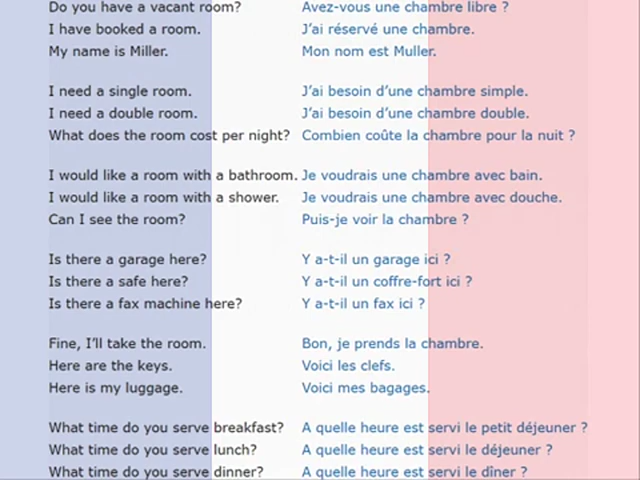 Do you have a vacant room? Avez-vous une chambre libre ?
I have booked a room. J’ai réservé une chambre.
My name is Miller. Mon nom est Muller.
I need a single room. J’ai besoin d’une chambre simple.
I need a double room. J’ai besoin d’une chambre double.
What does the room cost per night? Combien coûte la chambre pour la nuit ?
I would like a room with a bathroom. Je voudrais une chambre avec bain.
I would like a room with a shower. Je voudrais une chambre avec douche.
Can I see the room? Puis-je voir la chambre ?
Is there a garage here? Y a-t-il un garage ici ?
Is there a safe here? Y a-t-il un coffre-fort ici ?
Is there a fax machine here? Y a-t-il un fax ici ?
Fine, I’ll take the room. Bon, je prends la chambre.
Here are the keys. Voici les clefs.
Here is my luggage. Voici mes bagages.
What time do you serve breakfast? A quelle heure est servi le petit déjeuner ?
What time do you serve lunch? A quelle heure est servi le déjeuner ?
What time do you serve dinner? A quelle heure est servi le dîner ?